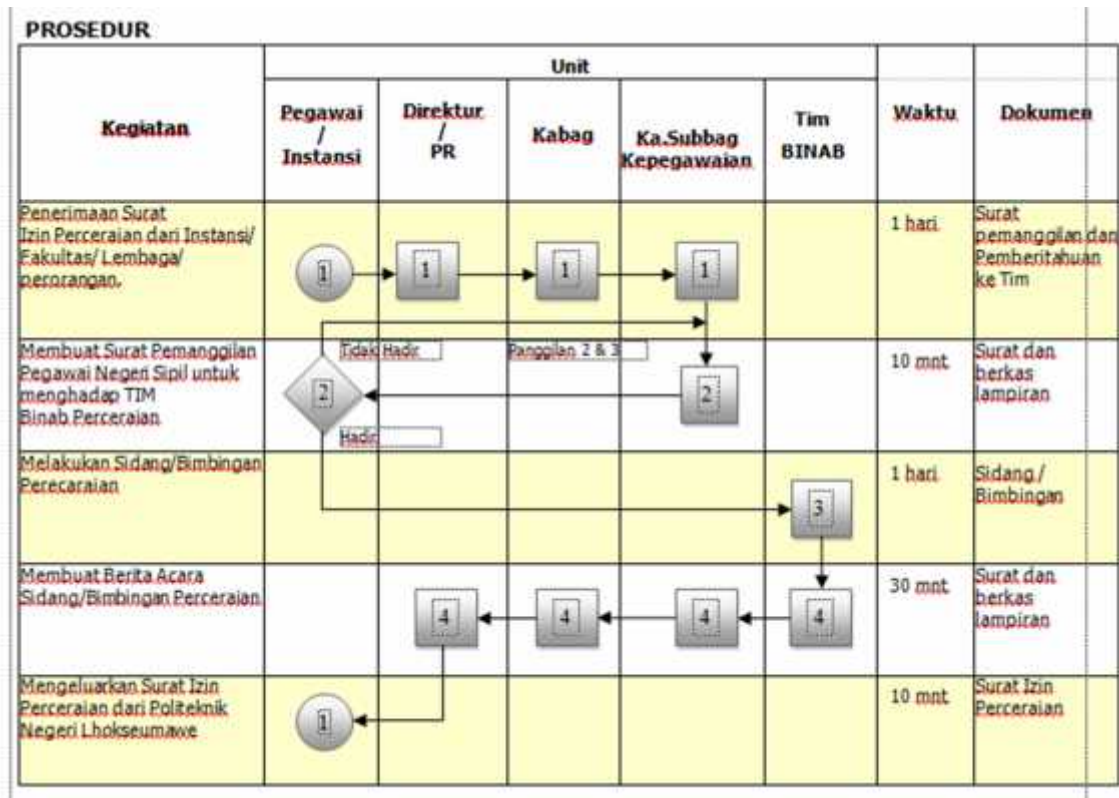 PROSEDUR
Kegiatan
Unit
Waktu
Dokumen
Pegawai
/
Instansi
Direktur
/
PR
Kabag
Ka.Subbag
Kepegawaian
Tim
BINAB
Penerimaan Surat
Izin Perceraian dari Instansi/
Fakultas/ Lembaga/
perorangan.
1
1
1
1
1 hari
Surat
pemanggilan dan
Pemberitahuan
ke Tim
Membuat Surat Pemanggilan
Pegawai Negeri Sipil untuk
menghadap TIM
Binab Perceraian
Tidak Hadir
Panggilan 2 & 3
2
2
Hadir
10 mnt
Surat dan
berkas
lampiran
Melakukan Sidang/Bimbingan
Perecaraian
3
1 hari
Sidang /
Bimbingan
Membuat Berita Acara
Sidang/Bimbingan Perceraian
4
4
4
4
30 mnt
Surat dan
berkas
lampiran
Mengeluarkan Surat Izin
Perceraian dari Politeknik
Negeri Lhokseumawe
1
10 mnt
Surat Izin
Perceraian